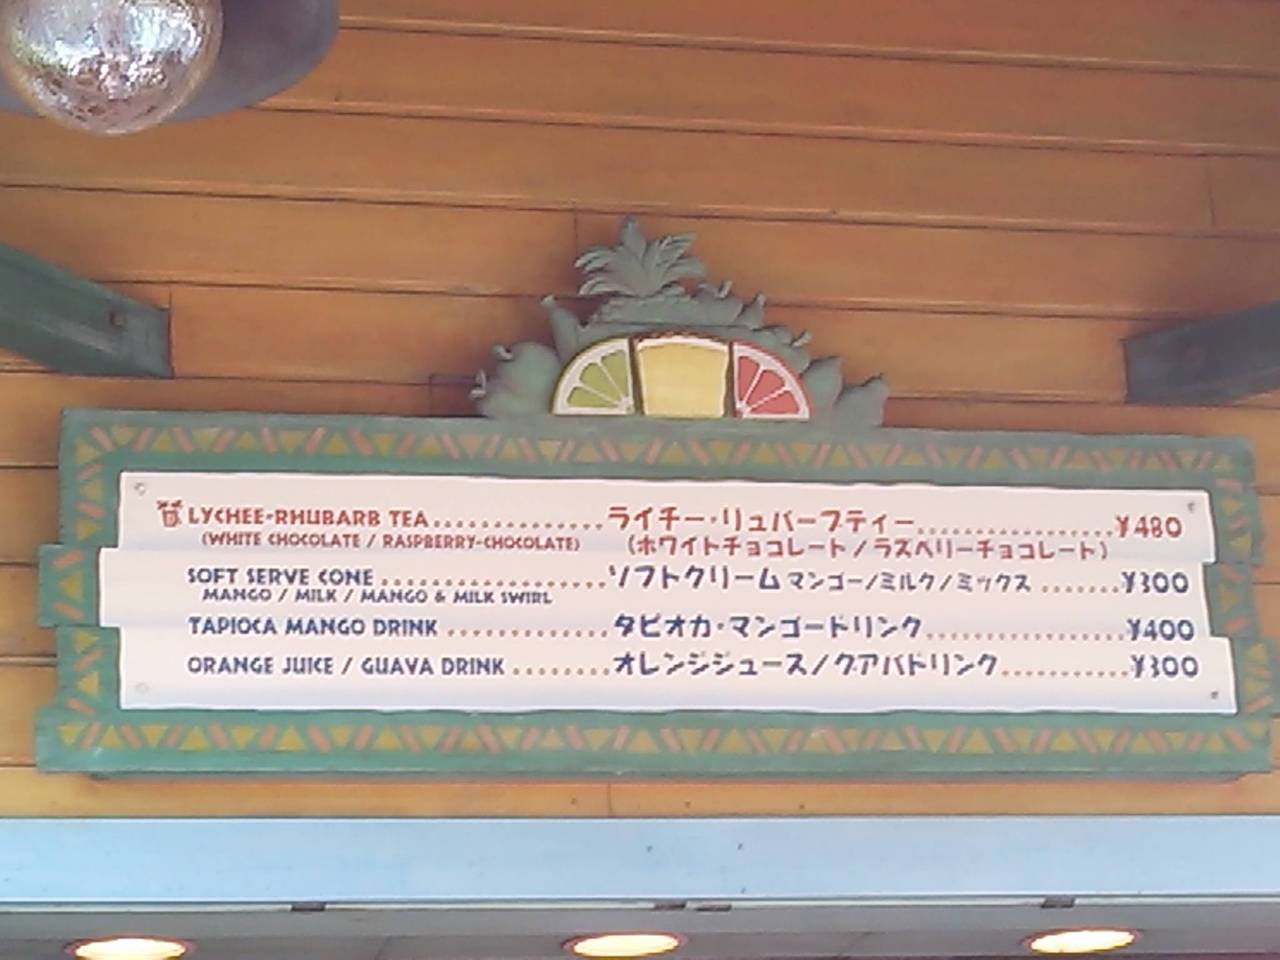 LYCHEE-RHUBARB TEA..............ライチー・リュバーブティー....................¥480
(WHITE CHOCOLATE / RASPBERRY-CHOCOLATE) (ホワイトチョコレート/ラズベリーチョコレート)
SOFT SERVE CONE ..................ソフトクリーム マンゴー/ミルク/ミックス .......¥300
MANGO / MILK / MANGO & MILK SWIRL
TAPIOCA MANGO DRINK .............タピオカ・マンゴードリンク..................¥400
ORANGE JUICE / GUAVA DRINK ........オレンジジュース/グアバドリンク...........¥300